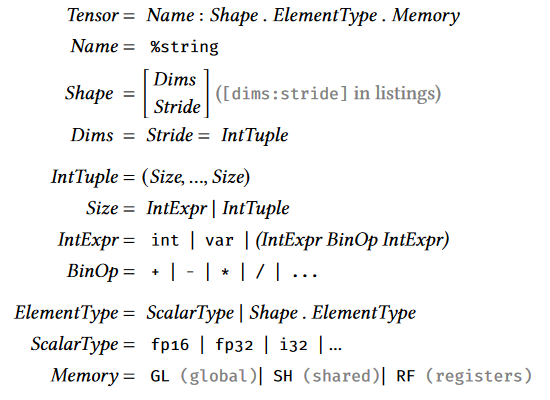 Tensor = Name : Shape . ElementType . Memory
Name = %string
Shape = [Dims
Stride] ([dims:stride] in listings)
Dims = Stride = IntTuple
IntTuple = (Size, ..., Size)
Size = IntExpr | IntTuple
IntExpr = int | var | (IntExpr BinOp IntExpr)
BinOp = + | - | * | / | ...
ElementType = ScalarType | Shape . ElementType
ScalarType = fp16 | fp32 | i32 | ...
Memory = GL (global)| SH (shared)| RF (registers)